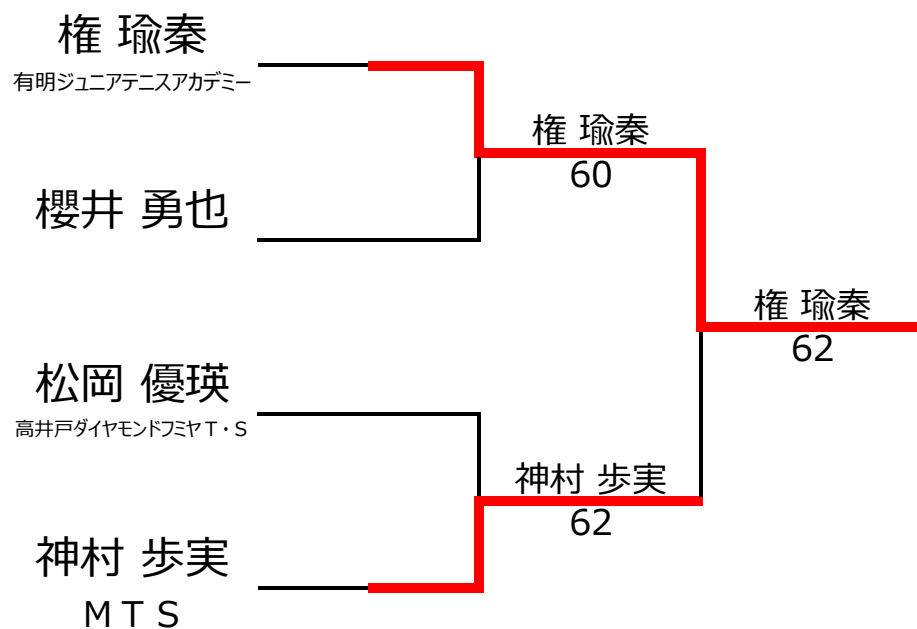 権 瑜秦
有明ジュニアテニスアカデミー
権 瑜秦
60
櫻井 勇也
権 瑜秦
62
松岡 優瑛
高井戸ダイヤモンドフミヤT・S
神村 歩実
62
神村 歩実
MTS